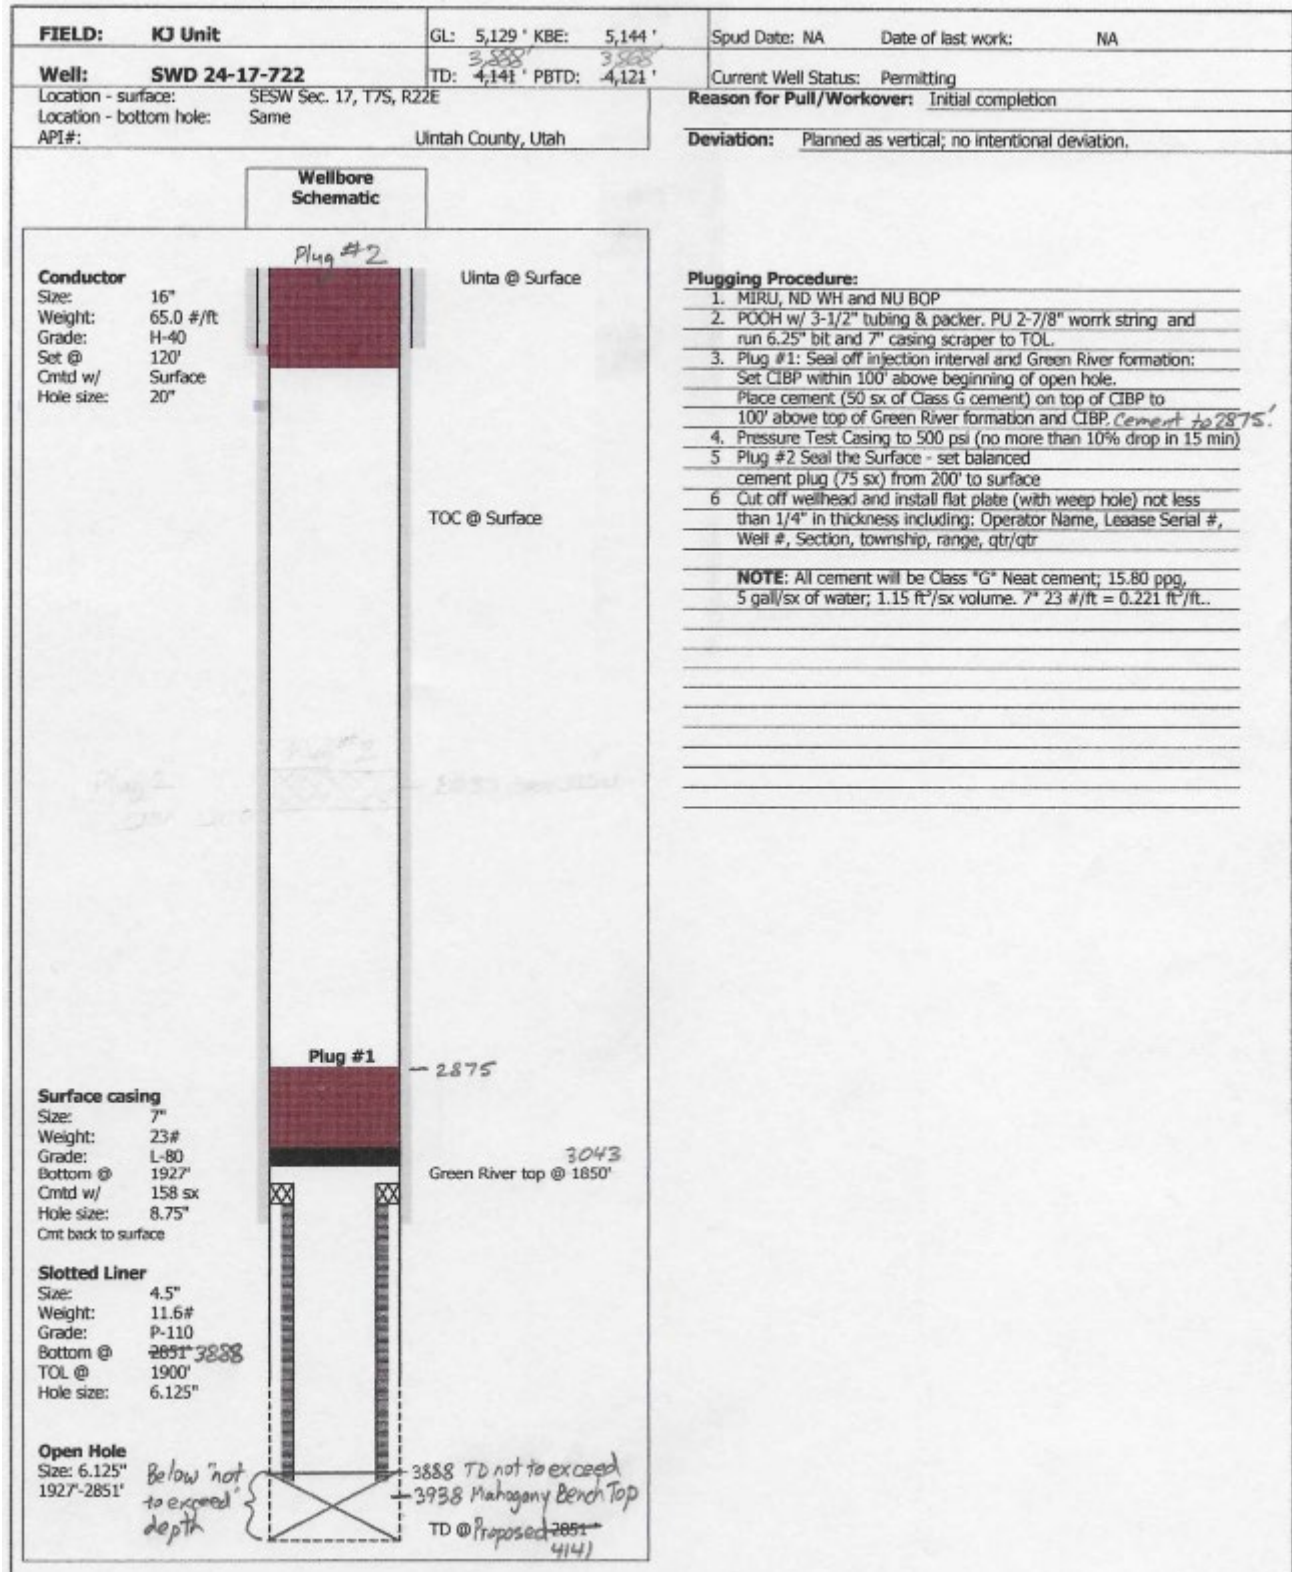 FIELD: KJ Unit GL: 5,129 ' KBE: 5,144 ' Spud Date: NA Date of last work: NA
3,888'
Well: SWD 24-17-722 TD: 4,141 ' PBTD: 4,121 ' Current Well Status: Permitting
Location - surface: SESW Sec. 17, T7S, R22E Reason for Pull/Workover: Initial completion
Location - bottom hole: Same
API#: Uintah County, Utah Deviation: Planned as vertical; no intentional deviation.
Wellbore
Schematic
Plug #2
Conductor
Size: 16"
Weight: 65.0 #/ft
Grade: H-40
Set @ 120'
Cmtd w/ Surface
Hole size: 20"
Uinta @ Surface
TOC @ Surface
Plug #1
2875
Surface casing
Size: 7"
Weight: 23#
Grade: L-80
Bottom @ 1927'
Cmtd w/ 158 sx
Hole size: 8.75"
Cmt back to surface
3043
Green River top @ 1850'
Slotted Liner
Size: 4.5"
Weight: 11.6#
Grade: P-110
Bottom @ 2851' 3888
TOL @ 1900'
Hole size: 6.125"
Open Hole
Size: 6.125"
1927'-2851'
Below "not
to exceed"
depth
3888 TD not to exceed
3938 Mahogany Bench Top
TD @ Proposed 2851 '
4141
Plugging Procedure:
1. MIRU, ND WH and NU BOP
2. POOH w/ 3-1/2" tubing & packer. PU 2-7/8" worrk string and
run 6.25" bit and 7" casing scraper to TOL.
3. Plug #1: Seal off injection interval and Green River formation:
Set CIBP within 100' above beginning of open hole.
Place cement (50 sx of Class G cement) on top of CIBP to
100' above top of Green River formation and CIBP. Cement to 2875'.
4. Pressure Test Casing to 500 psi (no more than 10% drop in 15 min)
5 Plug #2 Seal the Surface - set balanced
cement plug (75 sx) from 200' to surface
6 Cut off wellhead and install flat plate (with weep hole) not less
than 1/4" in thickness including: Operator Name, Leaase Serial #,
Well #, Section, township, range, qtr/qtr
NOTE: All cement will be Class "G" Neat cement; 15.80 ppg,
5 gall/sx of water; 1.15 ft³/sx volume. 7" 23 #/ft = 0.221 ft³/ft..